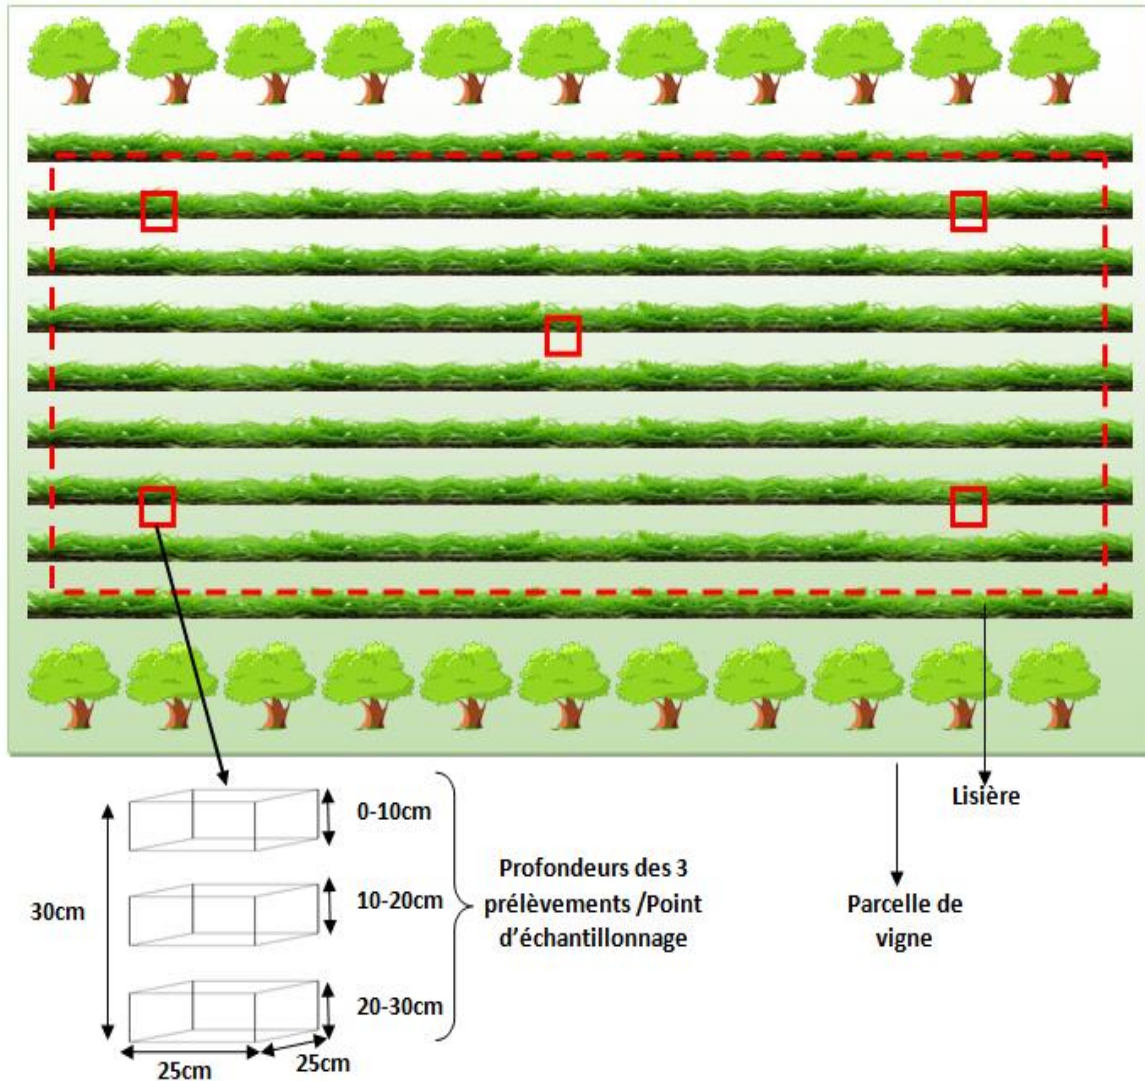 Lisière
0-10cm
Profondeurs des 3
prélèvements /Point
d'échantillonnage
10-20cm
30cm
Parcelle de
vigne
20-30cm
25cm
25cm